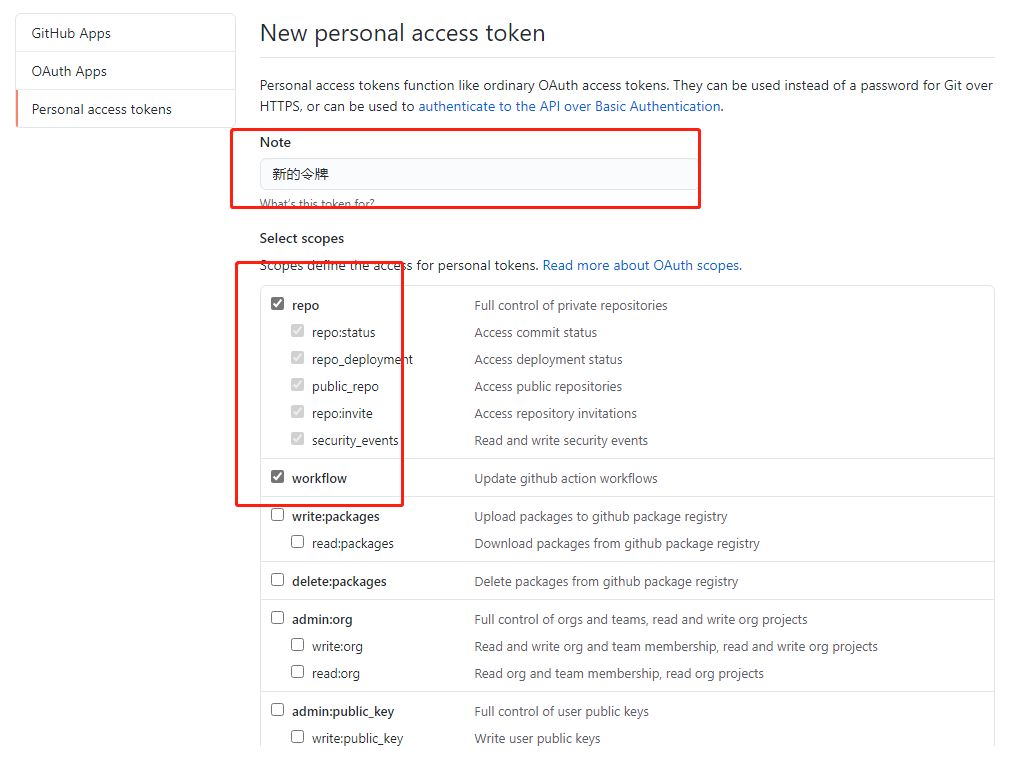 GitHub Apps
OAuth Apps
Personal access tokens
New personal access token
Personal access tokens function like ordinary OAuth access tokens. They can be used instead of a password for Git over
HTTPS, or can be used to authenticate to the API over Basic Authentication.
Note
新的令牌
What's this token for?
Select scopes
Scopes define the access for personal tokens. Read more about OAuth scopes.
repo Full control of private repositories
repo:status Access commit status
repo_deployment Access deployment status
public_repo Access public repositories
repo:invite Access repository invitations
security_events Read and write security events
workflow Update github action workflows
write:packages Upload packages to github package registry
read:packages Download packages from github package registry
delete:packages Delete packages from github package registry
admin:org Full control of orgs and teams, read and write org projects
write:org Read and write org and team membership, read and write org projects
read:org Read org and team membership, read org projects
admin:public_key Full control of user public keys
write:public_key Write user public keys